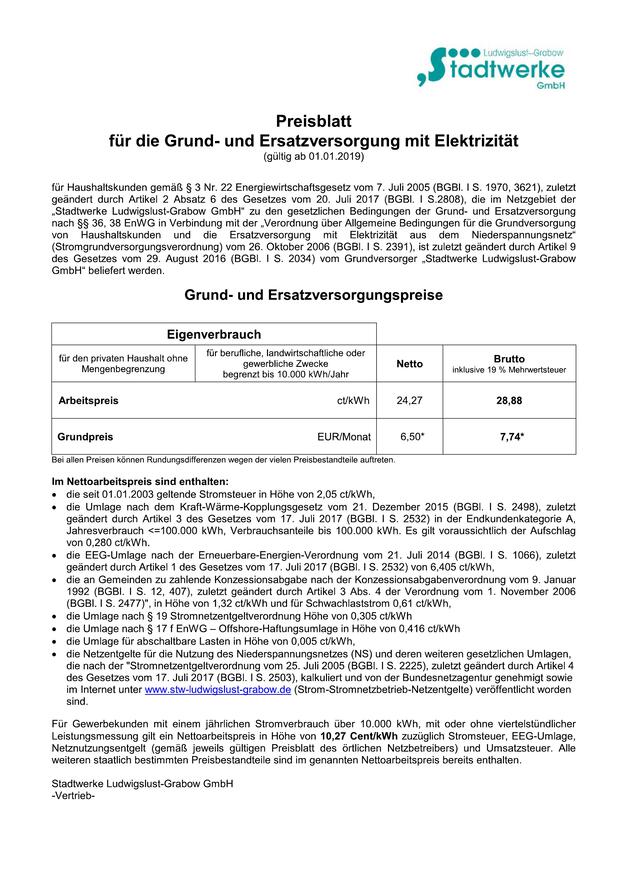 Ludwigslust-Grabow
Stadtwerke
GmbH
Preisblatt
für die Grund- und Ersatzversorgung mit Elektrizität
(gültig ab 01.01.2019)
für Haushaltskunden gemäß § 3 Nr. 22 Energiewirtschaftsgesetz vom 7. Juli 2005 (BGBl. I S. 1970, 3621), zuletzt
geändert durch Artikel 2 Absatz 6 des Gesetzes vom 20. Juli 2017 (BGBl. I S.2808), die im Netzgebiet der
„Stadtwerke Ludwigslust-Grabow GmbH“ zu den gesetzlichen Bedingungen der Grund- und Ersatzversorgung
nach §§ 36, 38 EnWG in Verbindung mit der „Verordnung über Allgemeine Bedingungen für die Grundversorgung
von Haushaltskunden und die Ersatzversorgung mit Elektrizität aus dem Niederspannungsnetz“
(Stromgrundversorgungsverordnung) vom 26. Oktober 2006 (BGBl. I S. 2391), ist zuletzt geändert durch Artikel 9
des Gesetzes vom 29. August 2016 (BGBl. I S. 2034) vom Grundversorger „Stadtwerke Ludwigslust-Grabow
GmbH“ beliefert werden.
Grund- und Ersatzversorgungspreise
Eigenverbrauch
für den privaten Haushalt ohne
Mengenbegrenzung
für berufliche, landwirtschaftliche oder
gewerbliche Zwecke
begrenzt bis 10.000 kWh/Jahr
Netto
Brutto
inklusive 19 % Mehrwertsteuer
Arbeitspreis ct/kWh 24,27 28,88
Grundpreis EUR/Monat 6,50* 7,74*
Bei allen Preisen können Rundungsdifferenzen wegen der vielen Preisbestandteile auftreten.
Im Nettoarbeitspreis sind enthalten:
• die seit 01.01.2003 geltende Stromsteuer in Höhe von 2,05 ct/kWh,
• die Umlage nach dem Kraft-Wärme-Kopplungsgesetz vom 21. Dezember 2015 (BGBl. I S. 2498), zuletzt
geändert durch Artikel 3 des Gesetzes vom 17. Juli 2017 (BGBl. I S. 2532) in der Endkundenkategorie A,
Jahresverbrauch <=100.000 kWh, Verbrauchsanteile bis 100.000 kWh. Es gilt voraussichtlich der Aufschlag
von 0,280 ct/kWh.
• die EEG-Umlage nach der Erneuerbare-Energien-Verordnung vom 21. Juli 2014 (BGBl. I S. 1066), zuletzt
geändert durch Artikel 1 des Gesetzes vom 17. Juli 2017 (BGBl. I S. 2532) von 6,405 ct/kWh,
• die an Gemeinden zu zahlende Konzessionsabgabe nach der Konzessionsabgabenverordnung vom 9. Januar
1992 (BGBl. I S. 12, 407), zuletzt geändert durch Artikel 3 Abs. 4 der Verordnung vom 1. November 2006
(BGBl. I S. 2477)", in Höhe von 1,32 ct/kWh und für Schwachlaststrom 0,61 ct/kWh,
• die Umlage nach § 19 Stromnetzentgeltverordnung Höhe von 0,305 ct/kWh
• die Umlage nach § 17 f EnWG – Offshore-Haftungsumlage in Höhe von 0,416 ct/kWh
• die Umlage für abschaltbare Lasten in Höhe von 0,005 ct/kWh,
• die Netzentgelte für die Nutzung des Niederspannungsnetzes (NS) und deren weiteren gesetzlichen Umlagen,
die nach der "Stromnetzentgeltverordnung vom 25. Juli 2005 (BGBl. I S. 2225), zuletzt geändert durch Artikel 4
des Gesetzes vom 17. Juli 2017 (BGBl. I S. 2503), kalkuliert und von der Bundesnetzagentur genehmigt sowie
im Internet unter www.stw-ludwigslust-grabow.de (Strom-Stromnetzbetrieb-Netzentgelte) veröffentlicht worden
sind.
Für Gewerbekunden mit einem jährlichen Stromverbrauch über 10.000 kWh, mit oder ohne viertelstündlicher
Leistungsmessung gilt ein Nettoarbeitspreis in Höhe von 10,27 Cent/kWh zuzüglich Stromsteuer, EEG-Umlage,
Netznutzungsentgelt (gemäß jeweils gültigen Preisblatt des örtlichen Netzbetreibers) und Umsatzsteuer. Alle
weiteren staatlich bestimmten Preisbestandteile sind im genannten Nettoarbeitspreis bereits enthalten.
Stadtwerke Ludwigslust-Grabow GmbH
-Vertrieb-